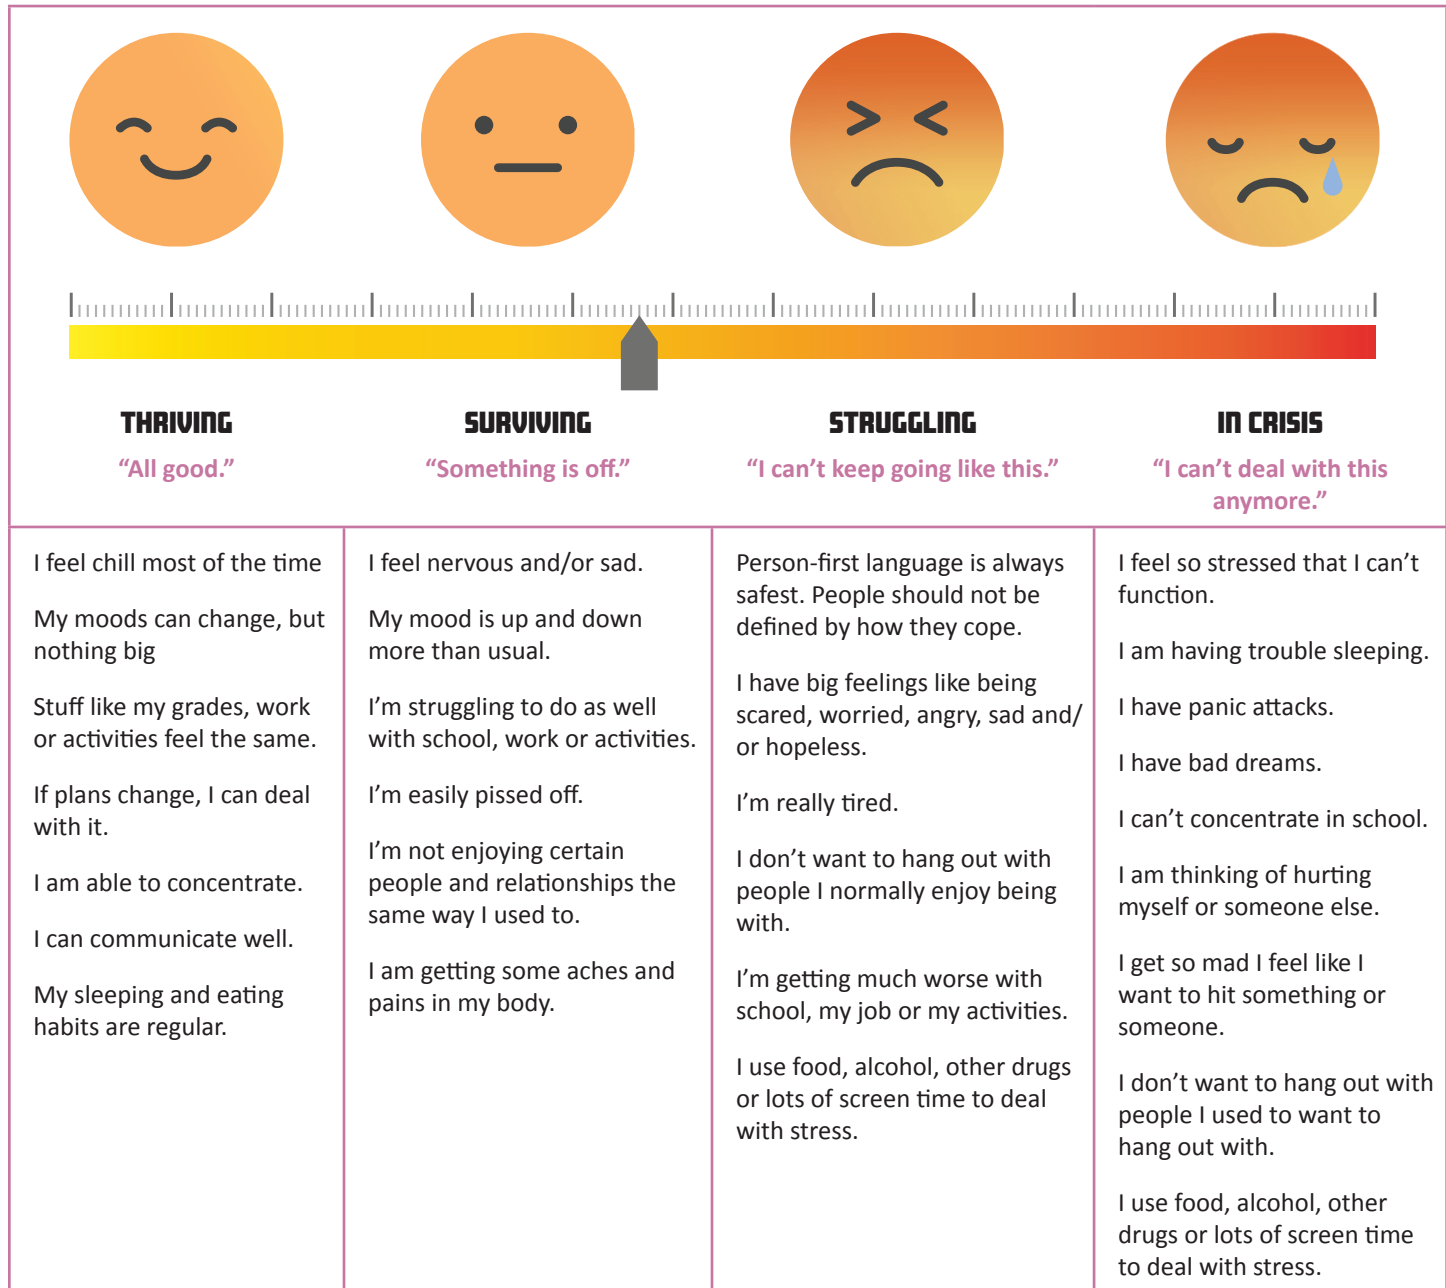 THRIVING
"All good."
SURVIVING
"Something is off."
STRUGGLING
"I can't keep going like this."
IN CRISIS
"I can't deal with this
anymore."
I feel chill most of the time
My moods can change, but
nothing big
Stuff like my grades, work
or activities feel the same.
If plans change, I can deal
with it.
I am able to concentrate.
I can communicate well.
My sleeping and eating
habits are regular.
I feel nervous and/or sad.
My mood is up and down
more than usual.
I'm struggling to do as well
with school, work or activities.
I'm easily pissed off.
I'm not enjoying certain
people and relationships the
same way I used to.
I am getting some aches and
pains in my body.
Person-first language is always
safest. People should not be
defined by how they cope.
I have big feelings like being
scared, worried, angry, sad and/
or hopeless.
I'm really tired.
I don't want to hang out with
people I normally enjoy being
with.
I'm getting much worse with
school, my job or my activities.
I use food, alcohol, other drugs
or lots of screen time to deal
with stress.
I feel so stressed that I can't
function.
I am having trouble sleeping.
I have panic attacks.
I have bad dreams.
I can't concentrate in school.
I am thinking of hurting
myself or someone else.
I get so mad I feel like I
want to hit something or
someone.
I don't want to hang out with
people I used to want to
hang out with.
I use food, alcohol, other
drugs or lots of screen time
to deal with stress.